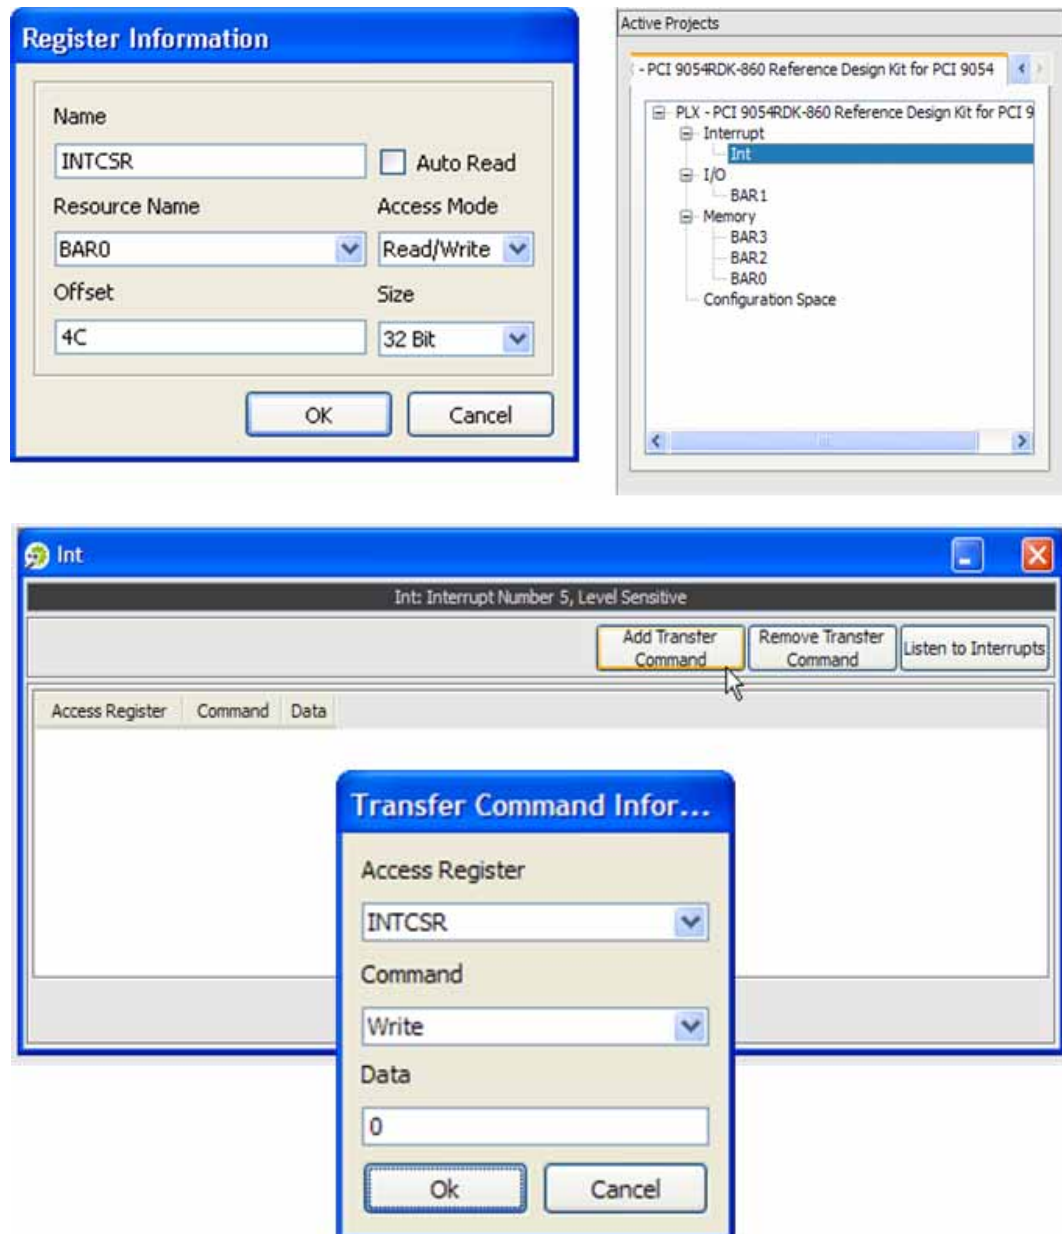 Register Information
Name
INTCSR
Auto Read
Resource Name
Access Mode
BAR0
Read/Write
Offset
Size
4C
32 Bit
OK
Cancel
Active Projects
- PCI 9054RDK-860 Reference Design Kit for PCI 9054
PLX - PCI 9054RDK-860 Reference Design Kit for PCI 9
Interrupt
Int
I/O
BAR1
Memory
BAR3
BAR2
BAR0
Configuration Space
Int
Int: Interrupt Number 5, Level Sensitive
Add Transfer
Command
Remove Transfer
Command
Listen to Interrupts
Access Register
Command
Data
Transfer Command Infor...
Access Register
INTCSR
Command
Write
Data
0
Ok
Cancel